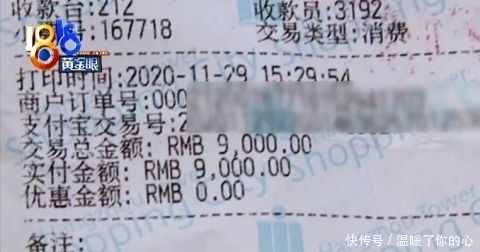 收款台:212
收款员:3192
号:167718
交易类型:消费
1818
黄金眼
打印时间:2020-11-29 15:29:54
商户订单号:000
支付宝交易号:2
交易总金额: RMB 9,000.00
实付金额: RMB 9,000.00
优惠金额: RMB 0.00
备注:
Hangzhou Tower
Shopping
快传号/温暖了你的心